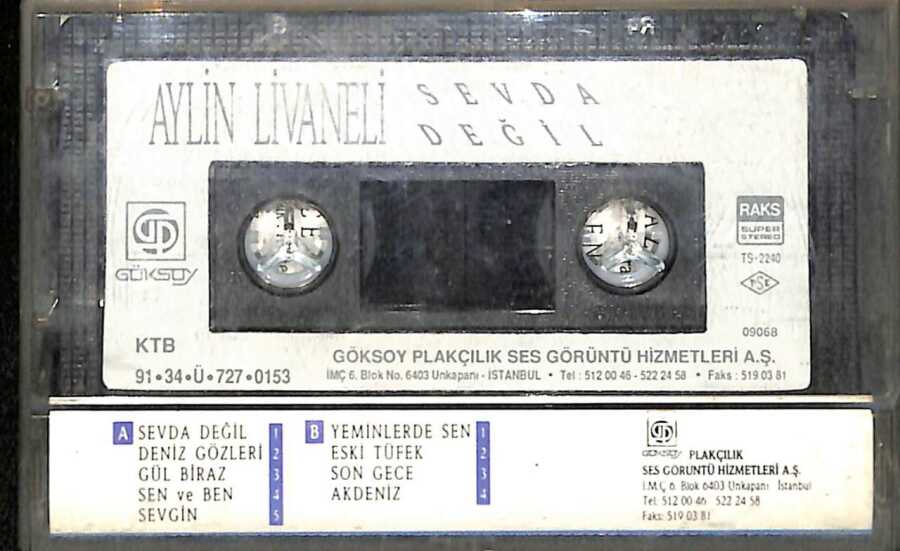 AYLİN LİVANELİ SEVDA DEĞİL
GÖKSOY
RAKS
SUPER
STEREO
TS-2240
TSE
09068
KTB
91•34•Ü•727•0153
GÖKSOY PLAKÇILIK SES GÖRÜNTÜ HİZMETLERİ A.Ş.
İMÇ 6. Blok No. 6403 Unkapanı - İSTANBUL • Tel : 512 00 46 - 522 24 58 • Faks : 519 03 81
A SEVDA DEĞİL 1
DENİZ GÖZLERİ 2
GÜL BİRAZ 3
SEN ve BEN 4
SEVGİN 5
B YEMINLERDE SEN 1
ESKI TÜFEK 2
SON GECE 3
AKDENİZ 4
GÖKSOY PLAKÇILIK
SES GORUNTÜ HİZMETLERİ A.Ş.
İ.M.Ç 6. Blok 6403 Unkapanı İstanbul
Tel: 512 00 46 522 24 58
Faks: 519 03 81